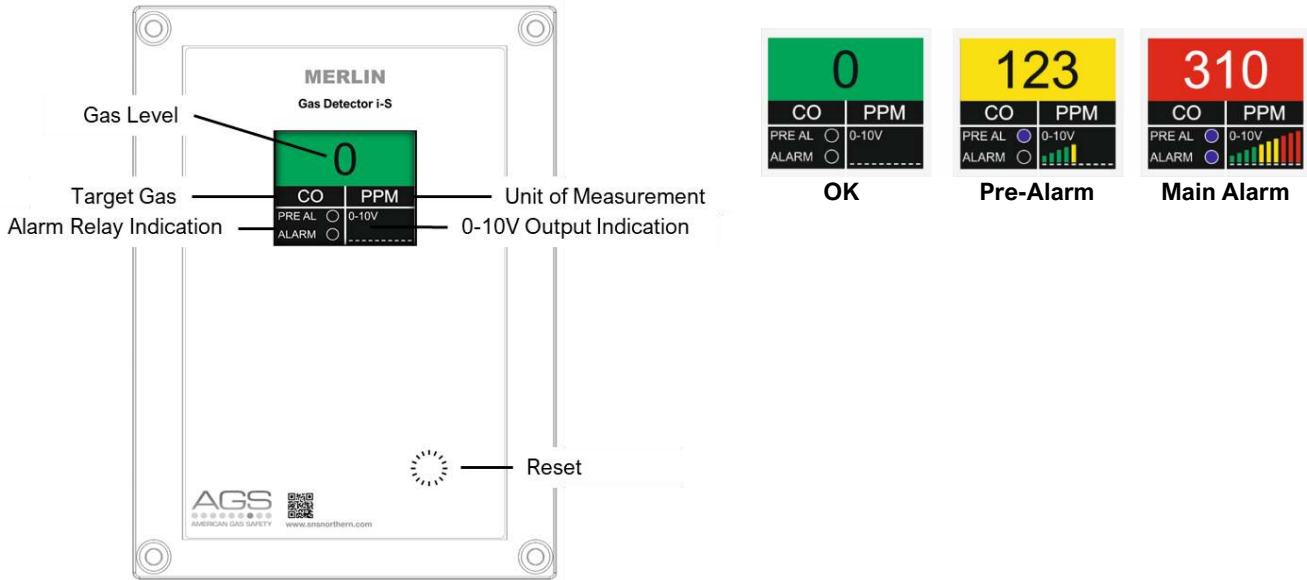 MERLIN
Gas Detector i-S
Gas Level
0
Target Gas
CO
PPM
Unit of Measurement
Alarm Relay Indication
PRE AL
0-10V
ALARM
0-10V Output Indication
Reset
AGS
AMERICAN GAS SAFETY
www.snsnorthern.com
0
CO
PPM
PRE AL
0-10V
ALARM
OK
123
CO
PPM
PRE AL
0-10V
ALARM
Pre-Alarm
310
CO
PPM
PRE AL
0-10V
ALARM
Main Alarm